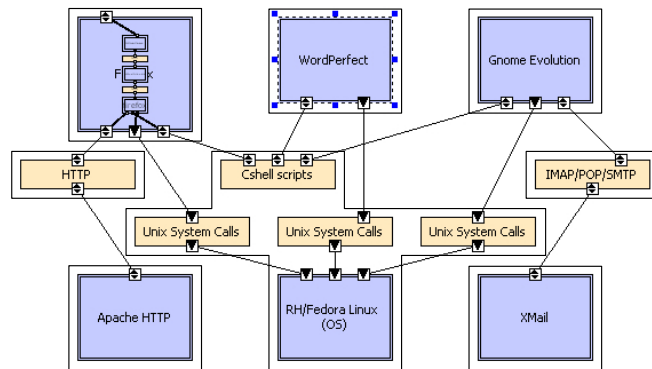 WordPerfect
Gnome Evolution
HTTP
Cshell scripts
IMAP/POP/SMTP
Unix System Calls
Unix System Calls
Unix System Calls
Apache HTTP
RH/Fedora Linux
(OS)
XMail